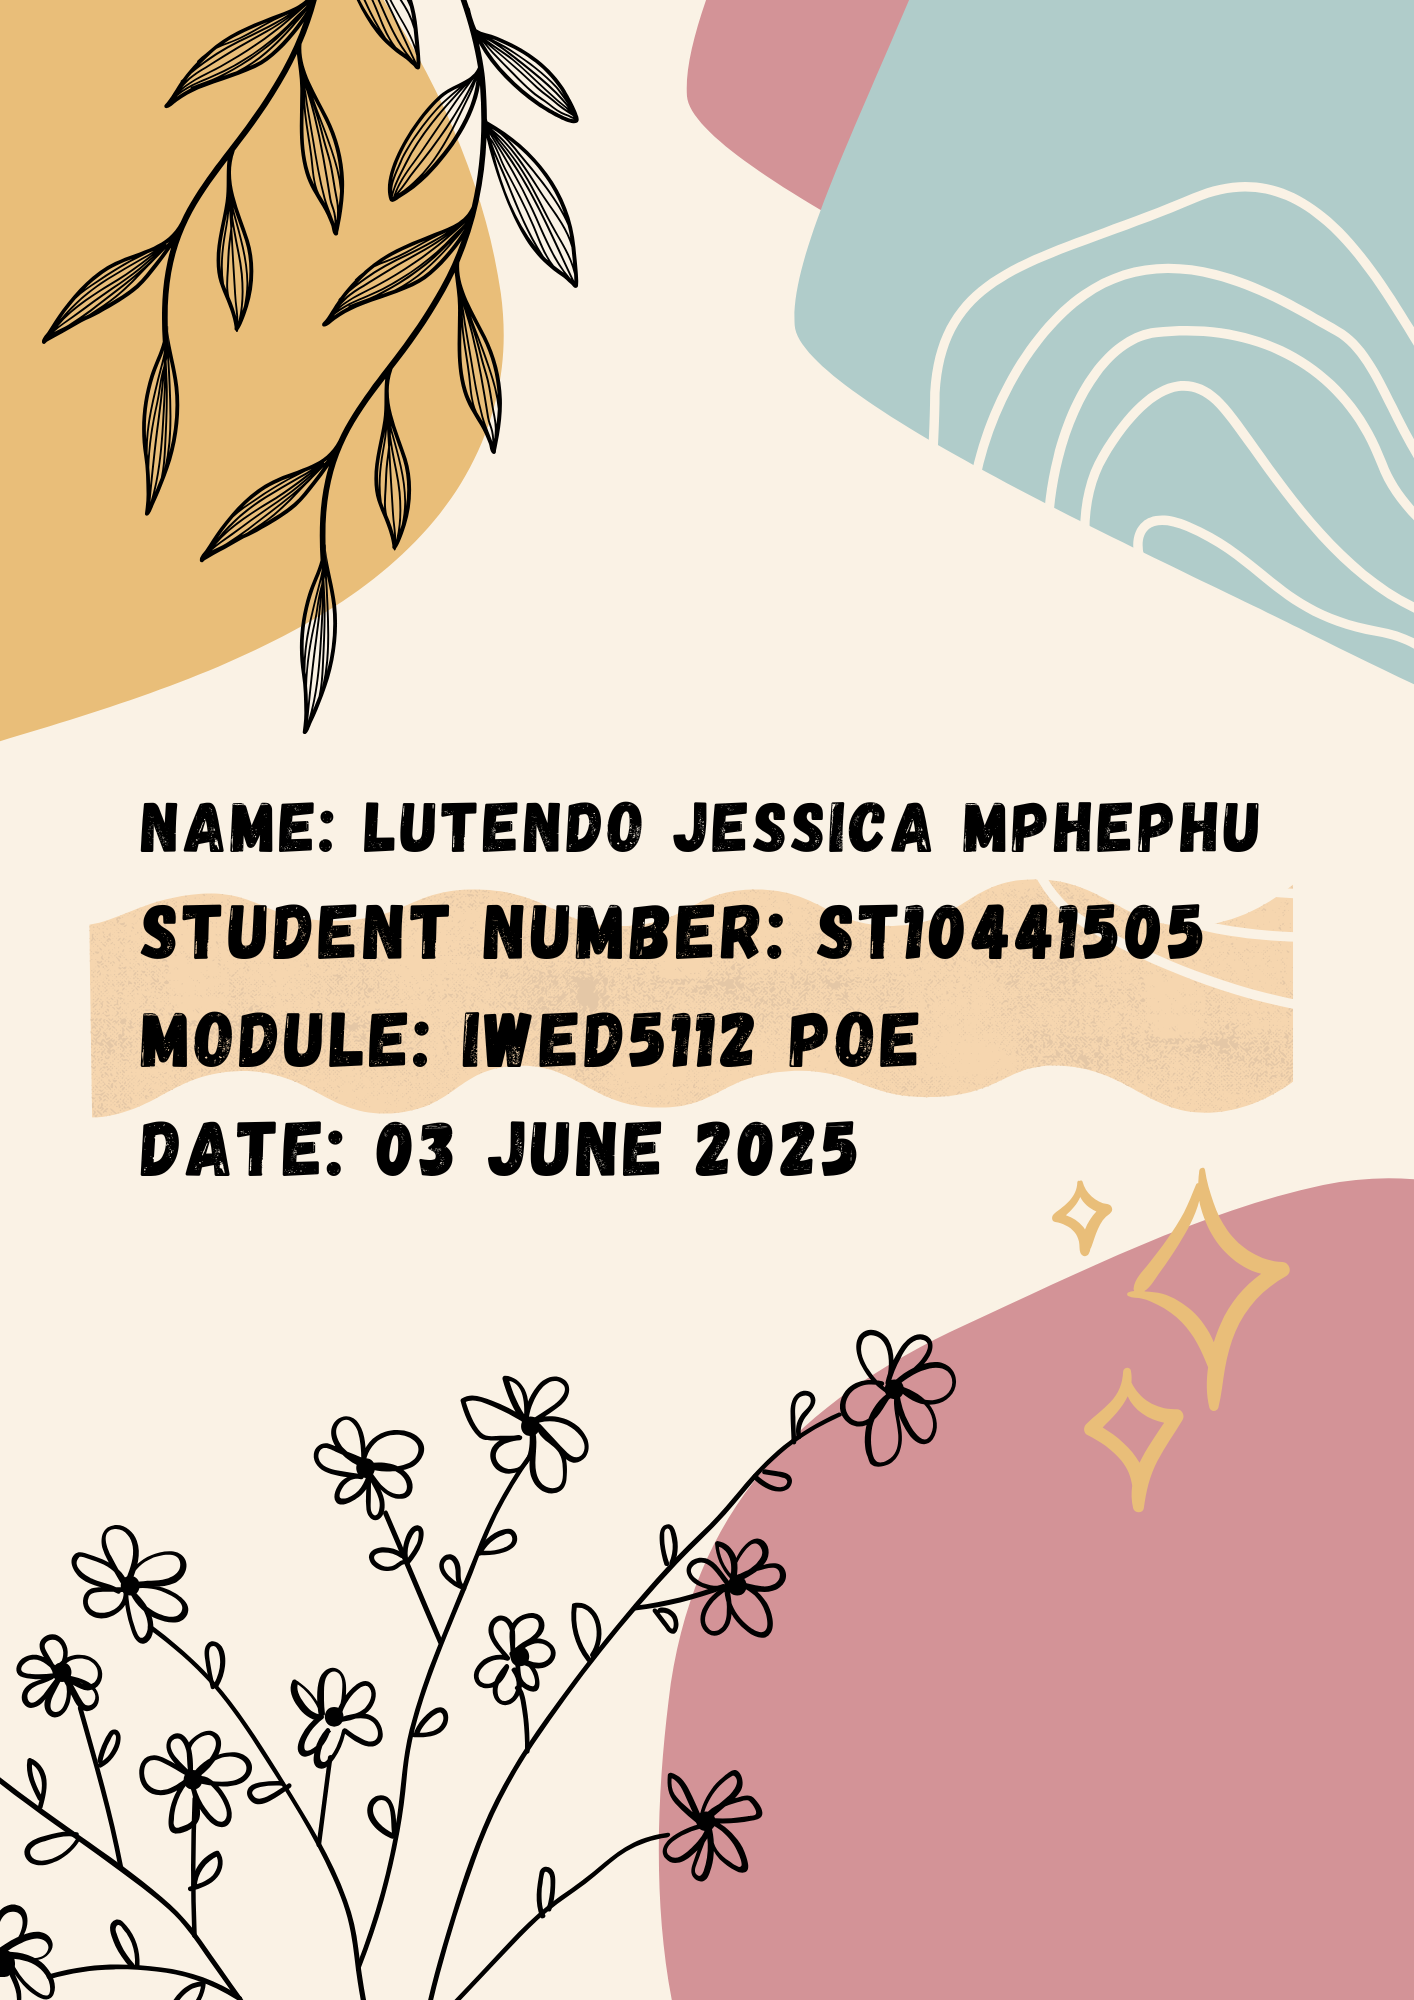 NAME: LUTENDO JESSICA MPHEPHU
STUDENT NUMBER: ST10441505
MODULE: IWED5112 POE
DATE: 03 JUNE 2025